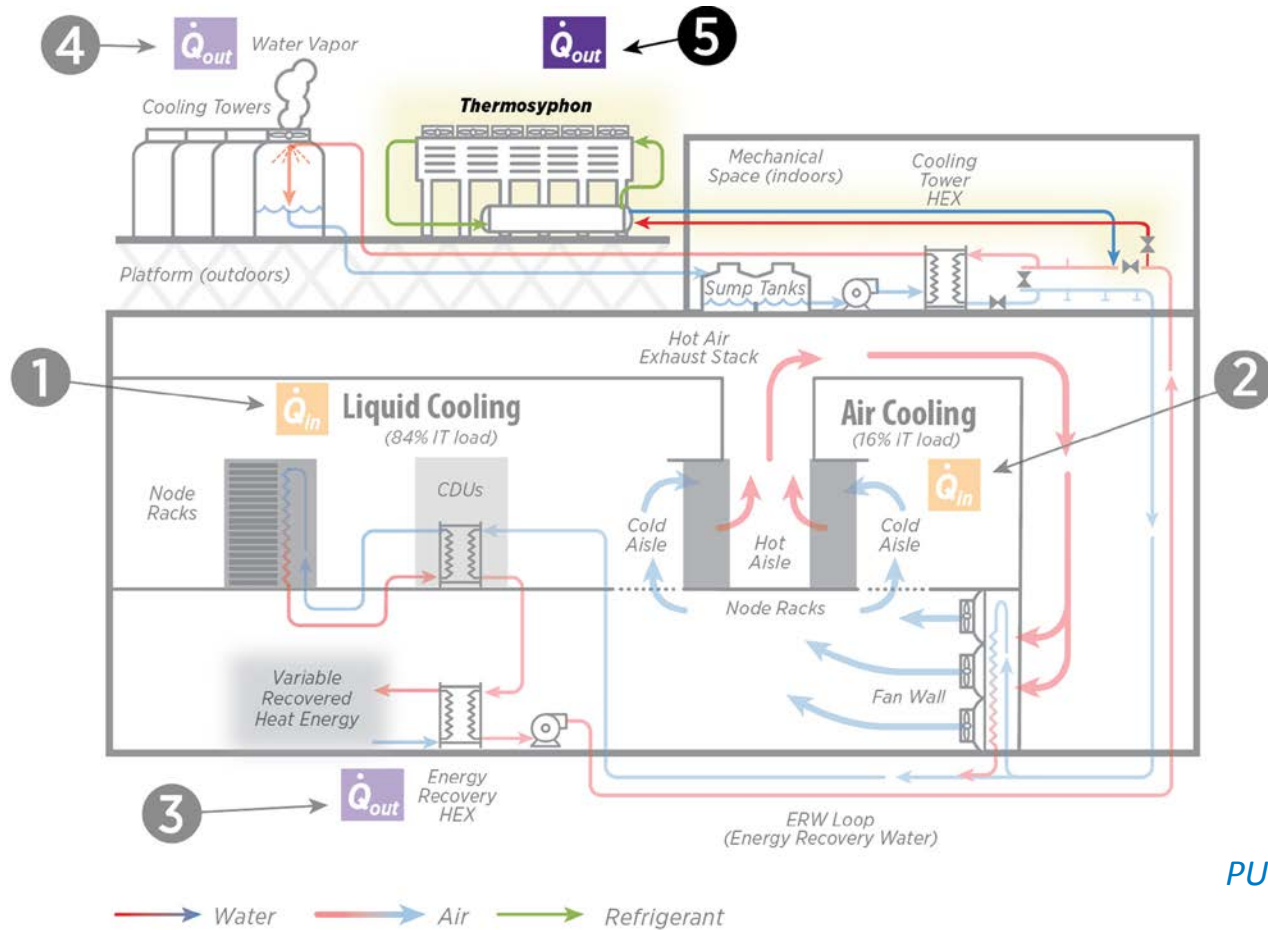 4
Q̇out
Water Vapor
Q̇out
5
Cooling Towers
Thermosyphon
Mechanical
Space (indoors)
Cooling
Tower
HEX
Platform (outdoors)
Sump Tanks
Hot Air
Exhaust Stack
1
Q̇in
Liquid Cooling
(84% IT load)
Air Cooling
(16% IT load)
2
Q̇in
Node
Racks
CDUs
Cold
Aisle
Hot
Aisle
Cold
Aisle
Node Racks
Variable
Recovered
Heat Energy
Fan Wall
3
Q̇out
Energy
Recovery
HEX
ERW Loop
(Energy Recovery Water)
PU
Water
Air
Refrigerant